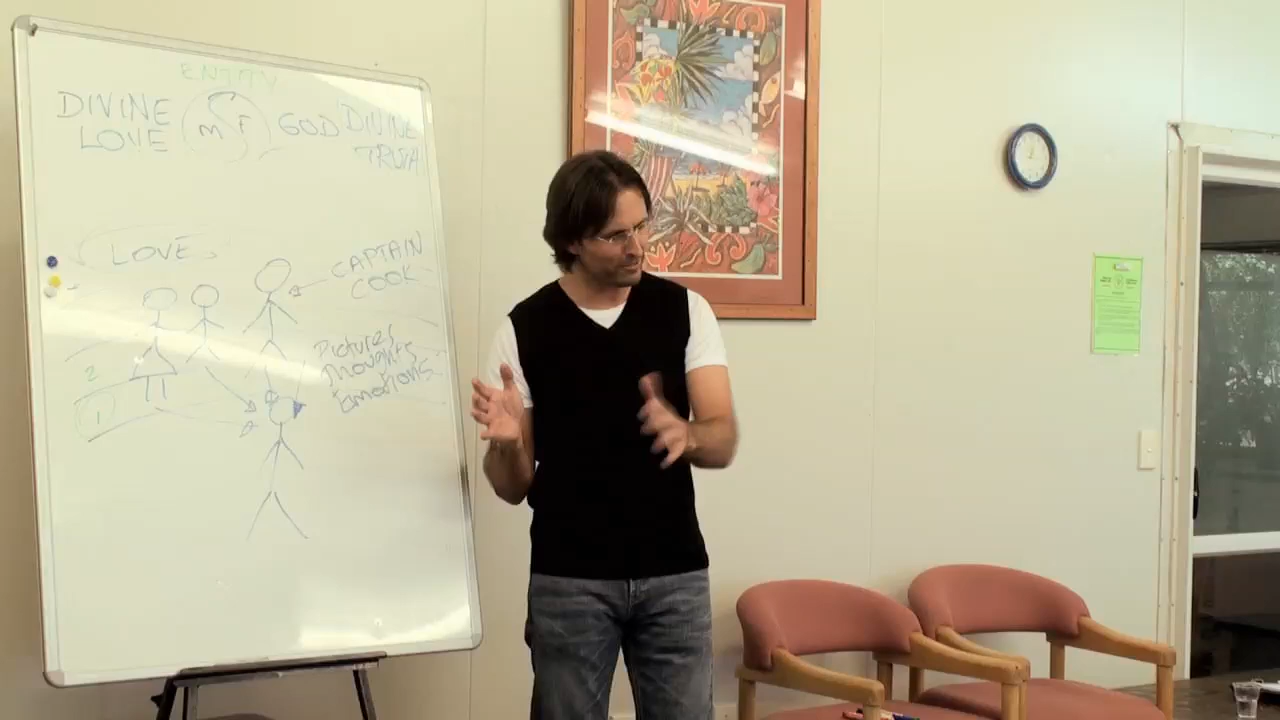 ENTITY
DIVINE LOVE
M F
GOD
DIVINE TRUTH
LOVE
CAPTAIN COOK
Pictures
Thoughts
Emotions
2
1